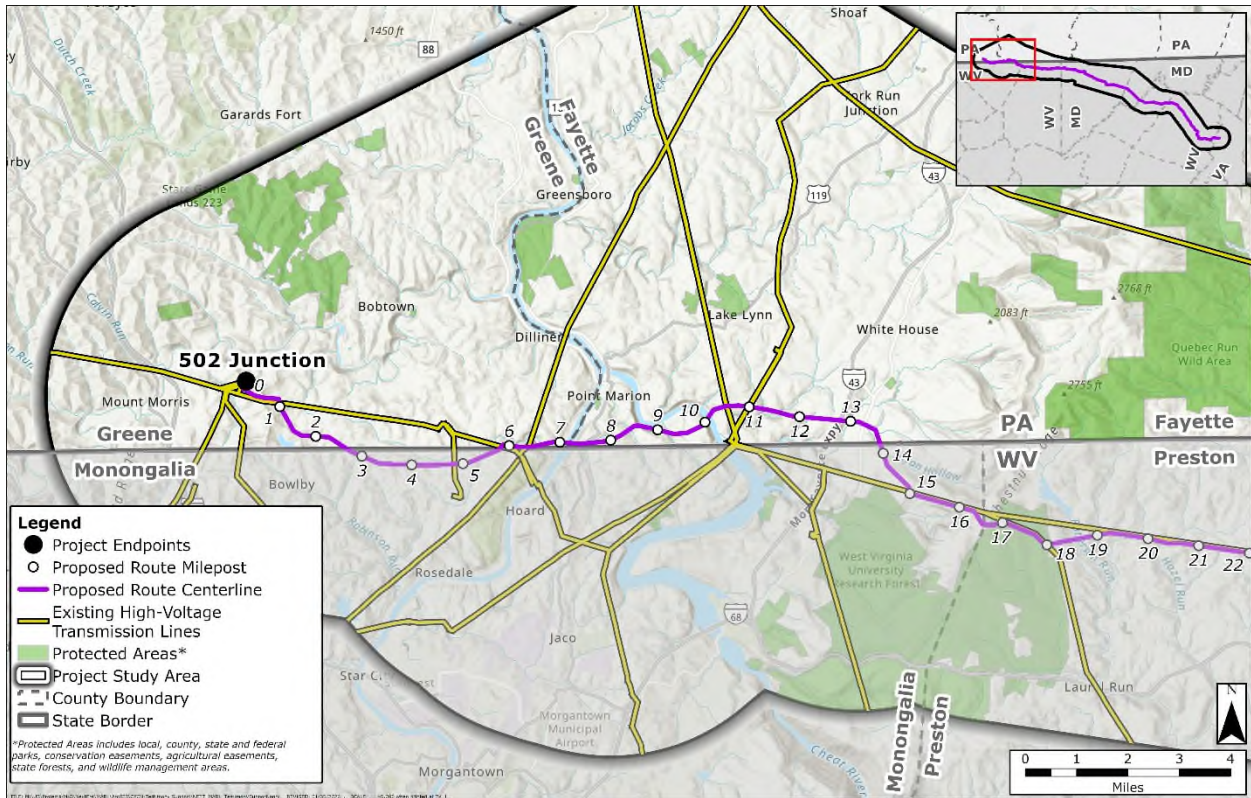 Shoaf
1450 ft
88
Dutch Creek
PA
PA
WV
MD
WV
MD
WV
VA
Garards Fort
Jacobs Creek
York Run
Junction
Fayette
Greene
43
119
Greensboro
Calvin Run
Bobtown
2768 ft
2083 ft
Lake Lynn
White House
Dilliner
Quebec Run
Wild Area
502 Junction
43
2755 ft
Mount Morris
Point Marion
0
1
2
3
4
5
6
7
8
9
10
11
12
13
14
15
16
17
18
19
20
21
22
Greene
PA
Fayette
Monongalia
WV
Preston
Bowlby
Hoard
Robinson Run
Rosedale
West Virginia
University
Research Forest
68
Jaco
Hazel Run
Laurel Run
Morgantown
Municipal
Airport
Morgantown
Cheat River
Monongalia
Preston
Legend
Project Endpoints
Proposed Route Milepost
Proposed Route Centerline
Existing High-Voltage
Transmission Lines
Protected Areas*
Project Study Area
County Boundary
State Border
*Protected Areas includes local, county, state and federal
parks, conservation easements, agricultural easements,
state forests, and wildlife management areas.
N
0 1 2 3 4
Miles